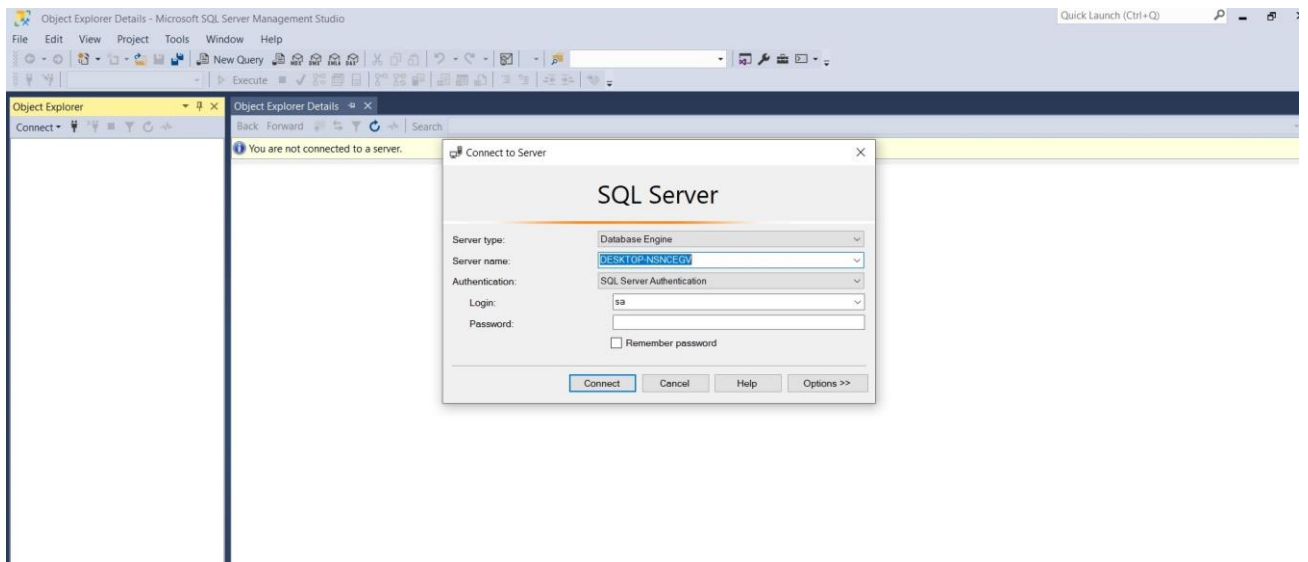 Object Explorer Details - Microsoft SQL Server Management Studio
Quick Launch (Ctrl+Q)
File Edit View Project Tools Window Help
New Query
Execute
Object Explorer
Object Explorer Details
Connect
Back Forward Search
You are not connected to a server.
Connect to Server
SQL Server
Server type: Database Engine
Server name: DESKTOP-NSNCEGV
Authentication: SQL Server Authentication
Login: sa
Password:
Remember password
Connect Cancel Help Options >>